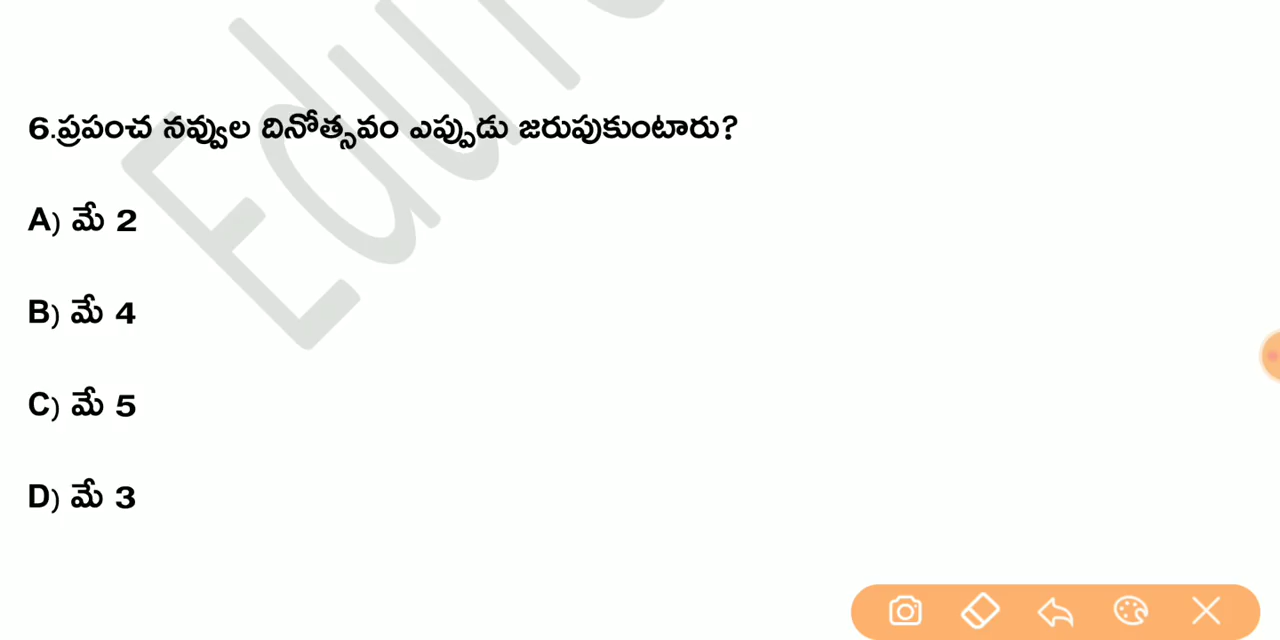 6.ప్రపంచ నవ్వుల దినోత్సవం ఎప్పుడు జరుపుకుంటారు?
A) మే 2
B) మే 4
C) మే 5
D) మే 3